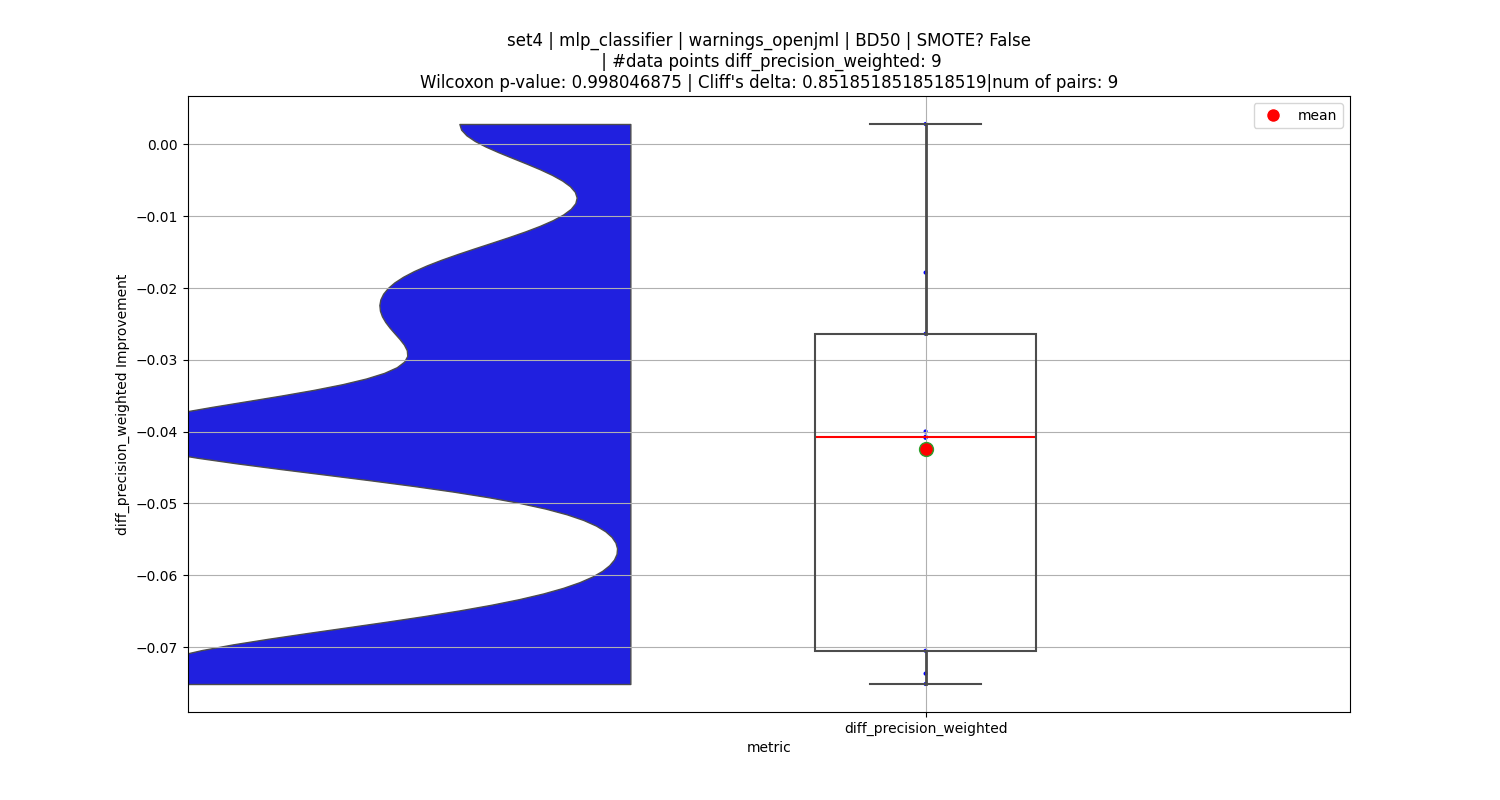 set4 | mlp_classifier | warnings_openjml | BD50 | SMOTE? False
| #data points diff_precision_weighted: 9
Wilcoxon p-value: 0.998046875 | Cliff's delta: 0.8518518518518519|num of pairs: 9
mean
0.00
−0.01
−0.02
−0.03
−0.04
−0.05
−0.06
−0.07
diff_precision_weighted Improvement
diff_precision_weighted
metric